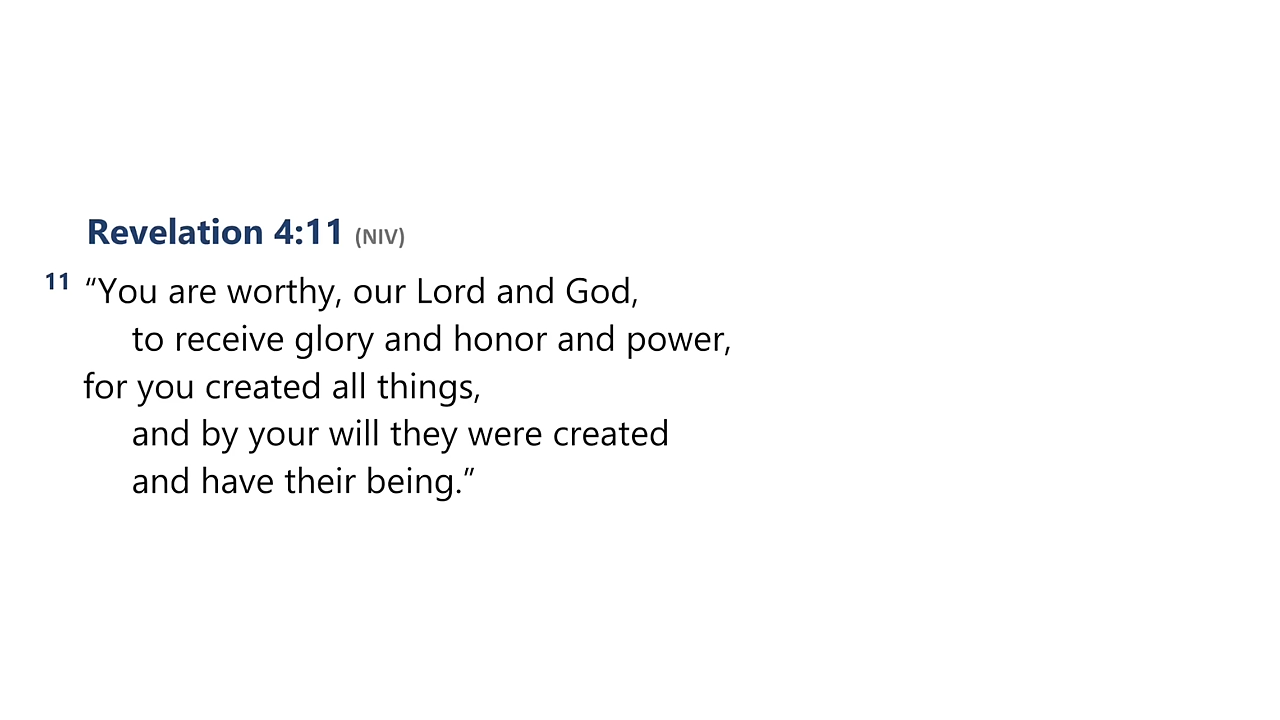 Revelation 4:11 (NIV)
11 “You are worthy, our Lord and God,
to receive glory and honor and power,
for you created all things,
and by your will they were created
and have their being.”